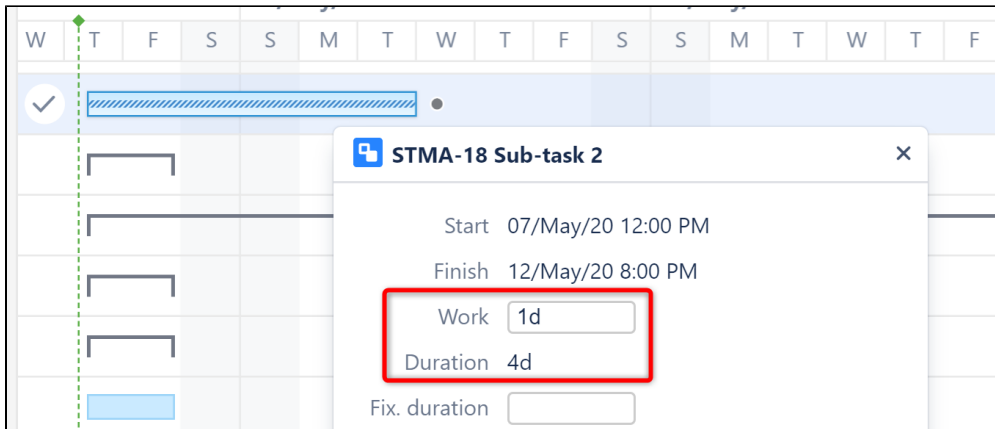 W T F S S M T W T F S S M T W T F
STMA-18 Sub-task 2
Start 07/May/20 12:00 PM
Finish 12/May/20 8:00 PM
Work 1d
Duration 4d
Fix. duration